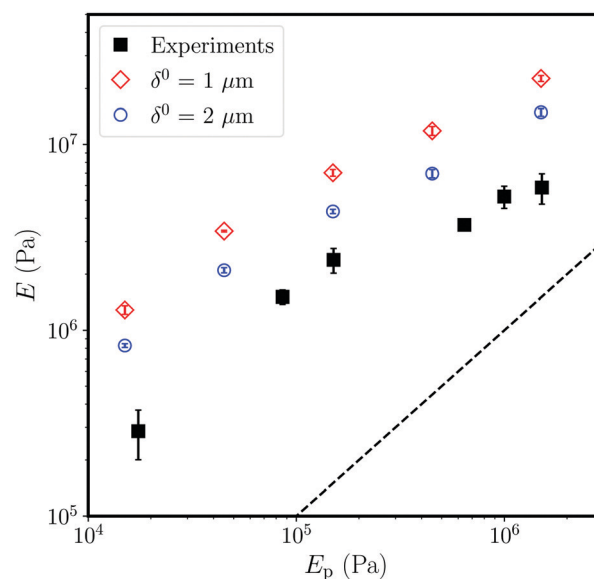 Experiments
δ⁰ = 1 μm
δ⁰ = 2 μm
10⁷
10⁶
10⁵
E (Pa)
10⁴
10⁵
10⁶
Eₚ (Pa)